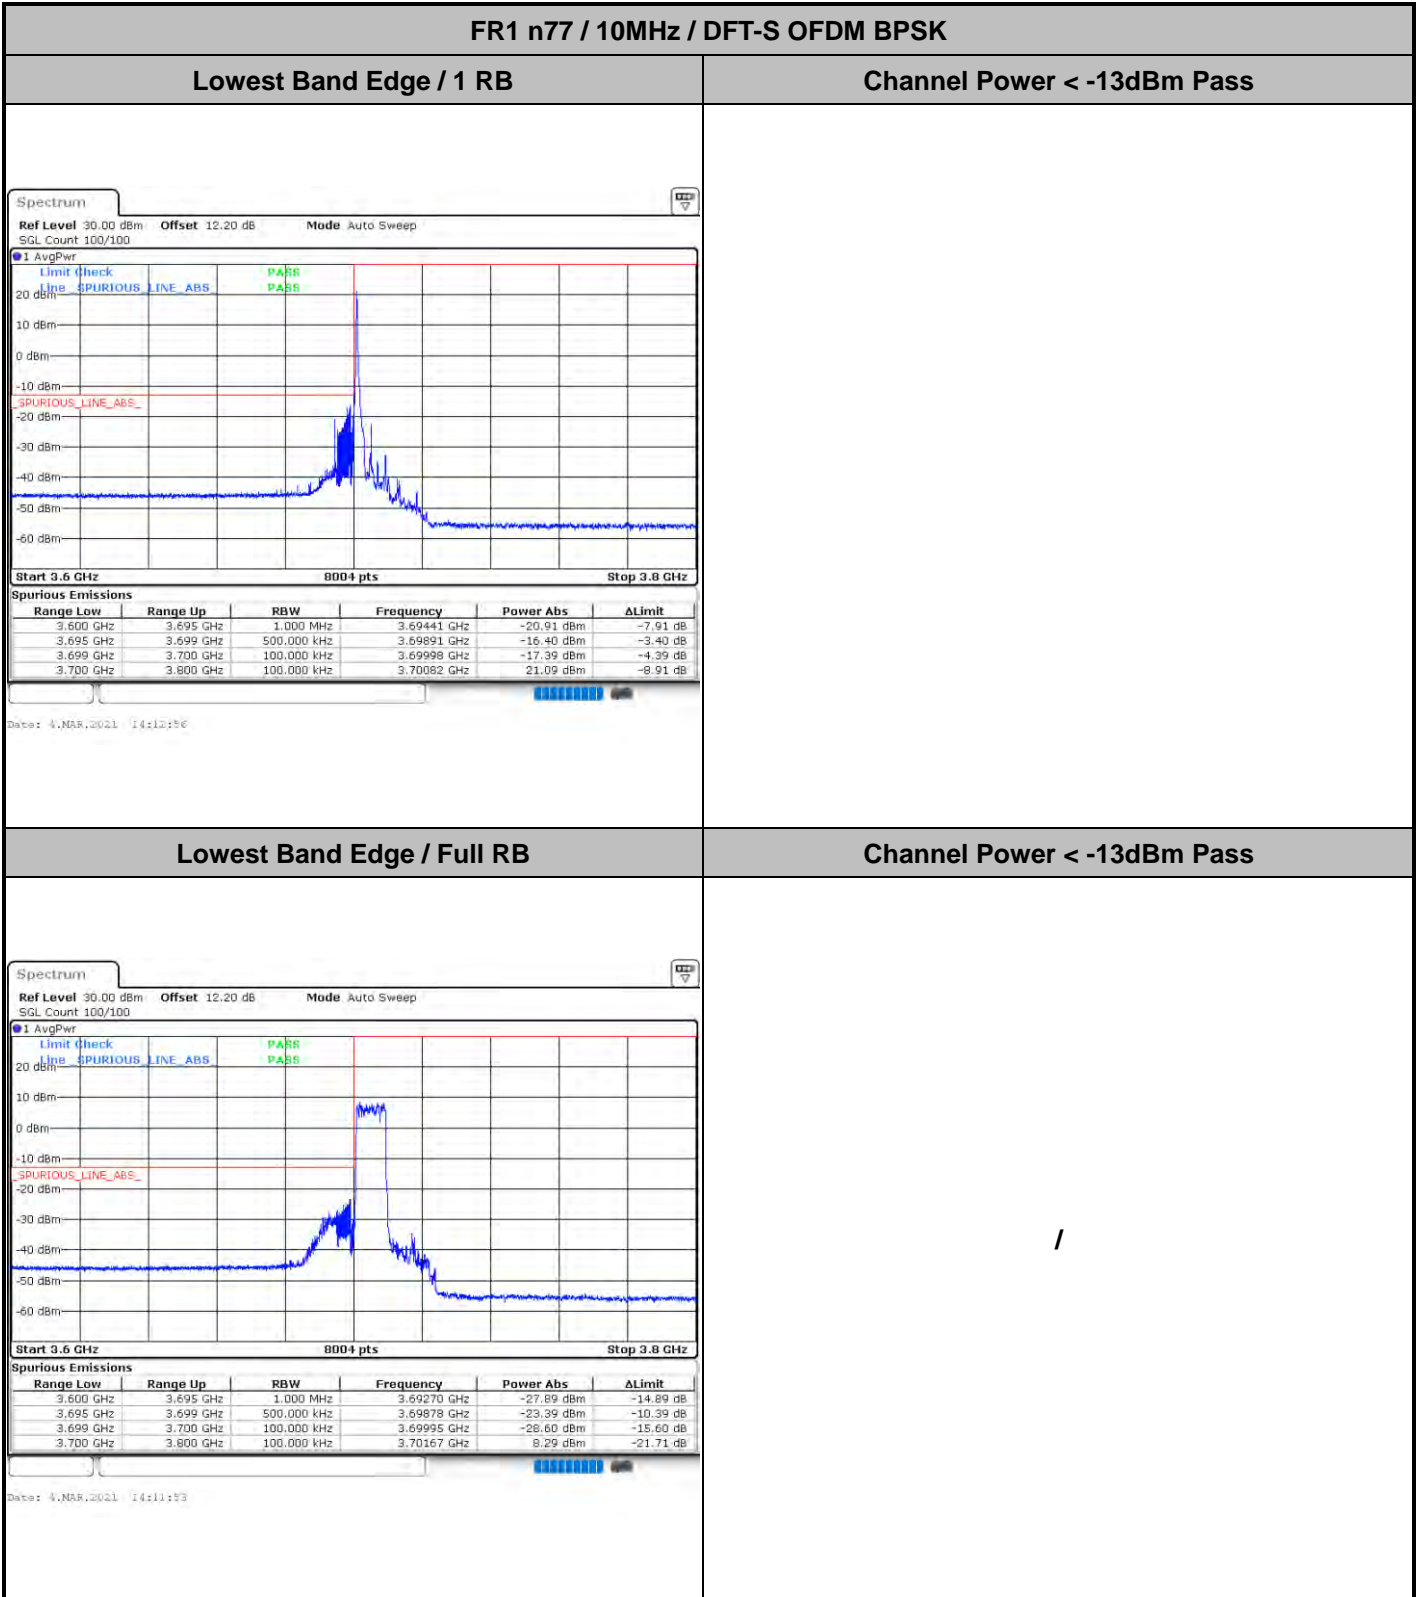 FR1 n77 / 10MHz / DFT-S OFDM BPSK
Lowest Band Edge / 1 RB
Channel Power < -13dBm Pass
Spectrum
Ref Level 30.00 dBm Offset 12.20 dB Mode Auto Sweep
SGL Count 100/100
1 AvgPwr
Limit Check PASS
Line _SPURIOUS_LINE_ABS_ PASS
20 dBm
10 dBm
0 dBm
-10 dBm
_SPURIOUS_LINE_ABS_
-20 dBm
-30 dBm
-40 dBm
-50 dBm
-60 dBm
Start 3.6 GHz 8004 pts Stop 3.8 GHz
Spurious Emissions
Range Low Range Up RBW Frequency Power Abs ΔLimit
3.600 GHz 3.695 GHz 1.000 MHz 3.69441 GHz -20.91 dBm -7.91 dB
3.695 GHz 3.699 GHz 500.000 kHz 3.69891 GHz -16.40 dBm -3.40 dB
3.699 GHz 3.700 GHz 100.000 kHz 3.69998 GHz -17.39 dBm -4.39 dB
3.700 GHz 3.800 GHz 100.000 kHz 3.70082 GHz 21.09 dBm -8.91 dB
Date: 4.MAR.2021 14:12:56
Lowest Band Edge / Full RB
Channel Power < -13dBm Pass
Spectrum
Ref Level 30.00 dBm Offset 12.20 dB Mode Auto Sweep
SGL Count 100/100
1 AvgPwr
Limit Check PASS
Line _SPURIOUS_LINE_ABS_ PASS
20 dBm
10 dBm
0 dBm
-10 dBm
_SPURIOUS_LINE_ABS_
-20 dBm
-30 dBm
-40 dBm
-50 dBm
-60 dBm
Start 3.6 GHz 8004 pts Stop 3.8 GHz
Spurious Emissions
Range Low Range Up RBW Frequency Power Abs ΔLimit
3.600 GHz 3.695 GHz 1.000 MHz 3.69270 GHz -27.89 dBm -14.89 dB
3.695 GHz 3.699 GHz 500.000 kHz 3.69878 GHz -23.39 dBm -10.39 dB
3.699 GHz 3.700 GHz 100.000 kHz 3.69995 GHz -28.60 dBm -15.60 dB
3.700 GHz 3.800 GHz 100.000 kHz 3.70167 GHz 8.29 dBm -21.71 dB
Date: 4.MAR.2021 14:11:53
/